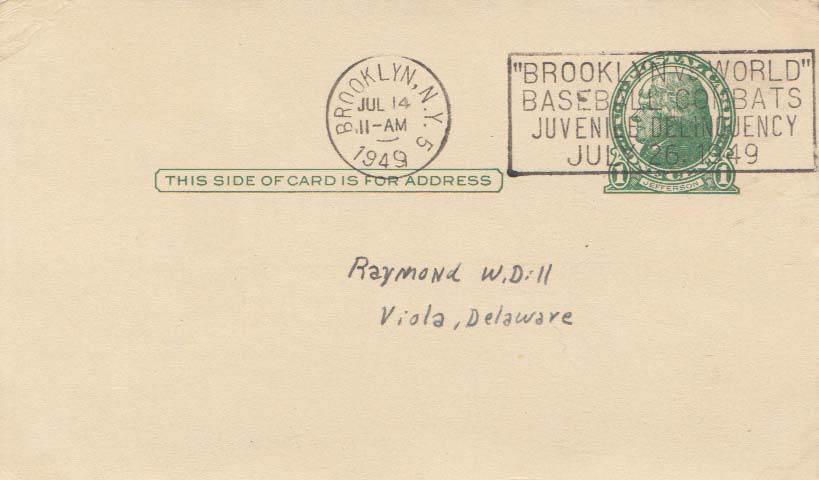 BROOKLYN, N.Y. 5
JUL 14
11-AM
1949
"BROOKLYN VS WORLD"
BASEBALL COMBATS
JUVENILE DELINQUENCY
26, 1949
THIS SIDE OF CARD IS FOR ADDRESS
1 JEFFERSON 1
Raymond W. Dill
Viola, Delaware